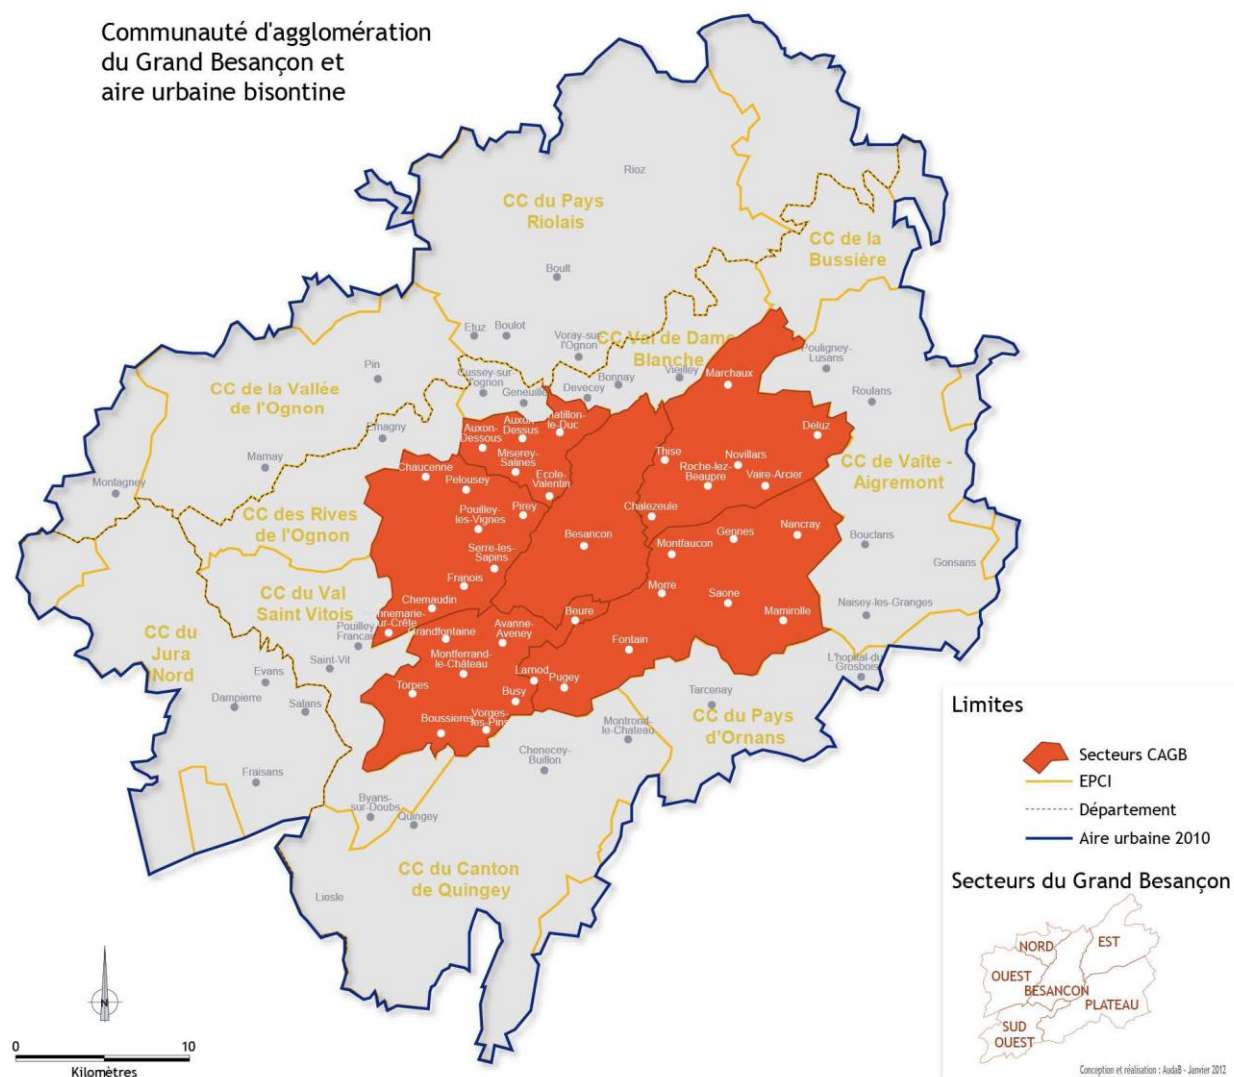 Communauté d'agglomération
du Grand Besançon et
aire urbaine bisontine
Rioz
CC du Pays
Riolais
CC de la
Bussière
Boult
Etuz
Boulot
Voray-sur
l'Ognon
CC Val de Dame
Blanche
Pouligney-
Lusans
Pin
CC de la Vallée
de l'Ognon
Cussey-sur-
l'ognon
Geneuille
Devecey
Bonnay
Vieilley
Marchaux
Roulans
Emagny
Auxon-
Dessous
Auxon-
Dessus
le-Duc
Deluz
Marnay
Miserey-
Salines
Thise
Novillars
Montagney
Chaucenne
Pelousey
Ecole-
Valentin
Roche-lez-
Beaupre
Vaire-Arcier
CC de Vaîte -
Aigremont
CC des Rives
de l'Ognon
Pouilley-
les-Vignes
Pirey
Chalezeule
Besancon
Gennes
Nancray
Bouclans
Montfaucon
Serre-les-
Sapins
Gonsans
CC du Val
Saint Vitois
Franois
Morre
Saone
Naisey-les-Granges
Chemaudin
Beure
Mamirolle
CC du
Jura
Nord
Pouilley
Grandfontaine
Avanne-
Aveney
Fontain
Saint-Vit
Montferrand-
le-Château
Evans
Larnod
Pugey
L'hopital-du
Grosbois
Torpes
Busy
Tarcenay
Dampierre
Salans
Boussieres
Vorges-
les-Pins
Montrond-
le-Chateau
CC du Pays
d'Ornans
Chenecey-
Buillon
Fraisans
Byans-
sur-Doubs
Quingey
CC du Canton
de Quingey
Liesle
N
0 10
Kilomètres
Limites
Secteurs CAGB
EPCI
Département
Aire urbaine 2010
Secteurs du Grand Besançon
NORD
EST
OUEST
BESANCON
PLATEAU
SUD
OUEST
Conception et réalisation : AudaB - Janvier 2012